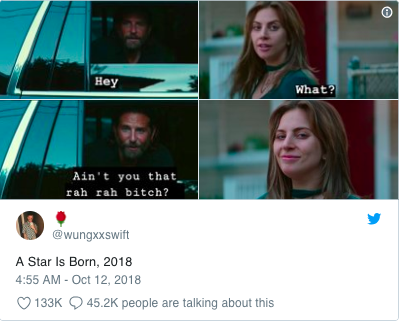 Hey
What?
Ain't you that
rah rah bitch?
@wungxxswift
A Star Is Born, 2018
4:55 AM - Oct 12, 2018
133K 45.2K people are talking about this